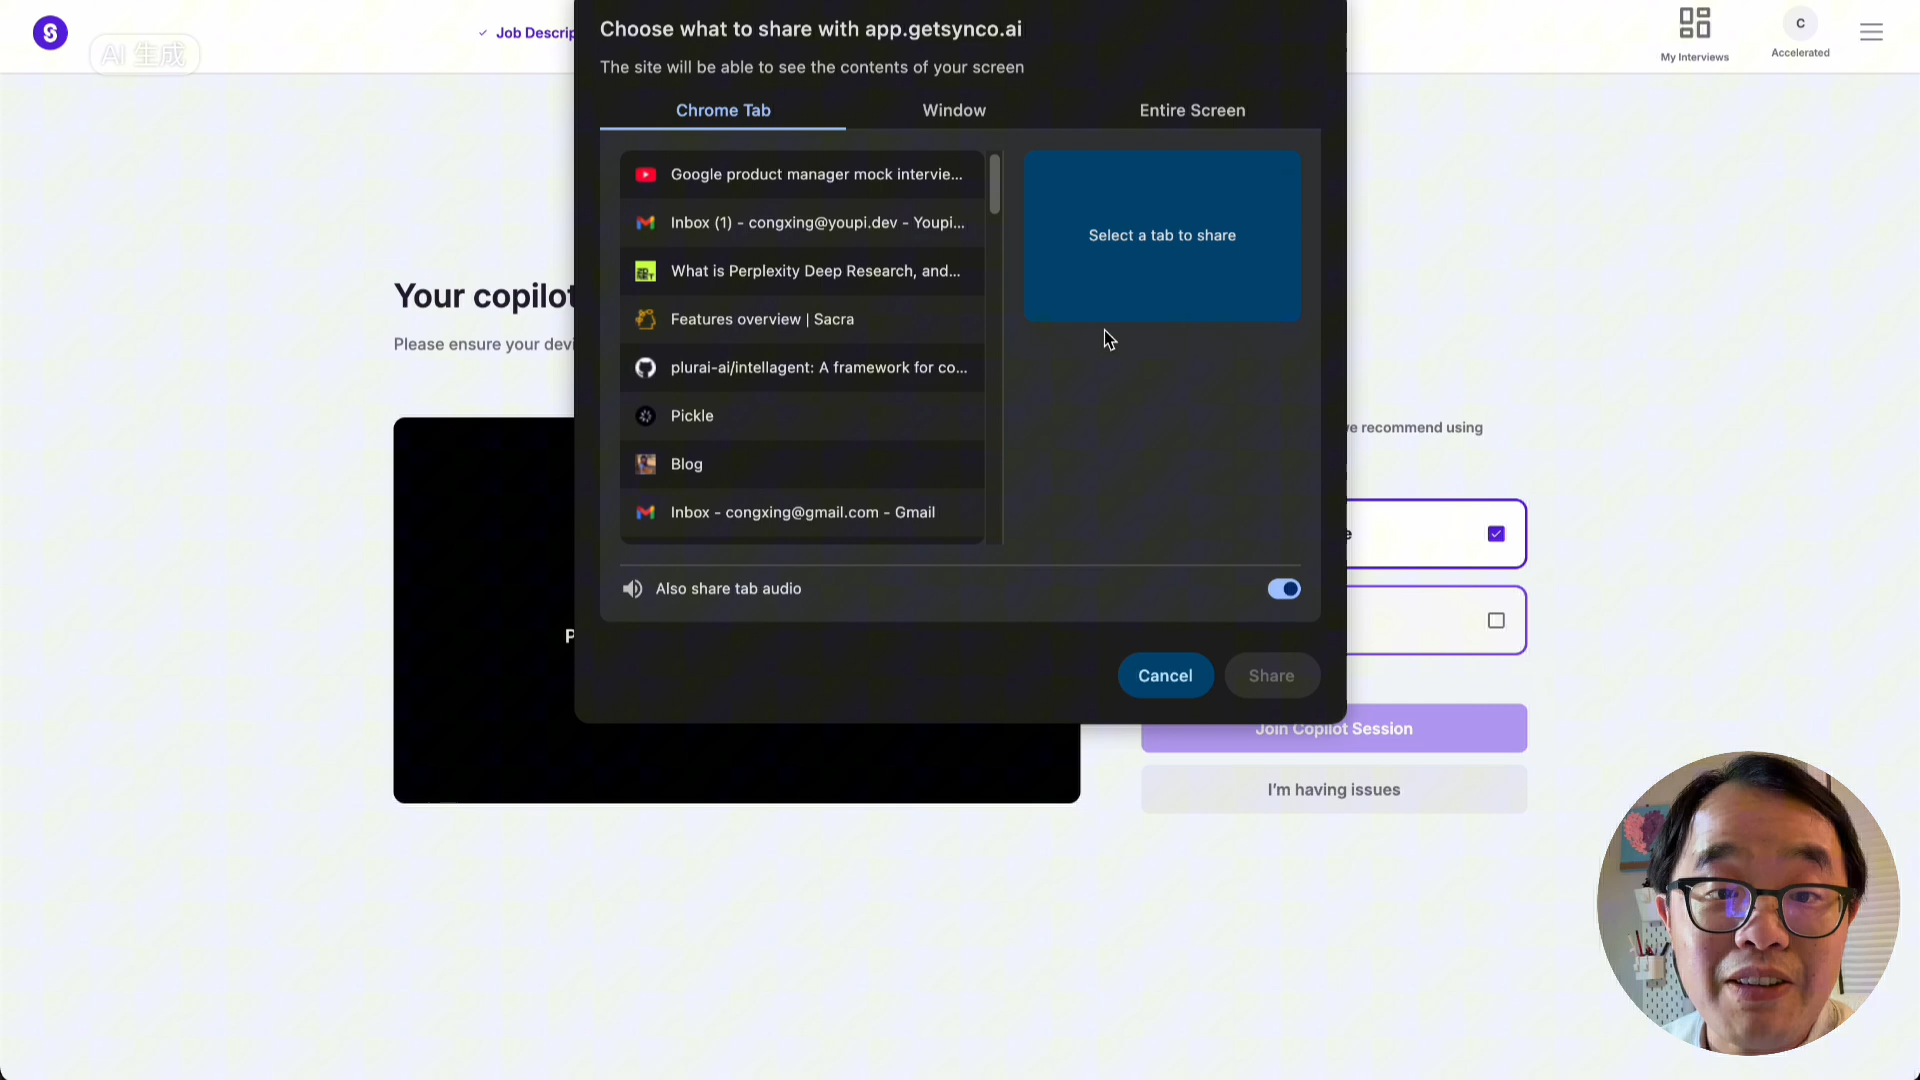 S
AI 生成
Job Descrip
My Interviews
C
Accelerated
Choose what to share with app.getsynco.ai
The site will be able to see the contents of your screen
Chrome Tab
Window
Entire Screen
Google product manager mock intervie...
Inbox (1) - congxing@youpi.dev - Youpi...
What is Perplexity Deep Research, and...
Features overview | Sacra
plurai-ai/intellagent: A framework for co...
Pickle
Blog
Inbox - congxing@gmail.com - Gmail
Select a tab to share
Also share tab audio
Cancel
Share
Your copilot
Please ensure your devi
P
ve recommend using
e
Join Copilot Session
I'm having issues